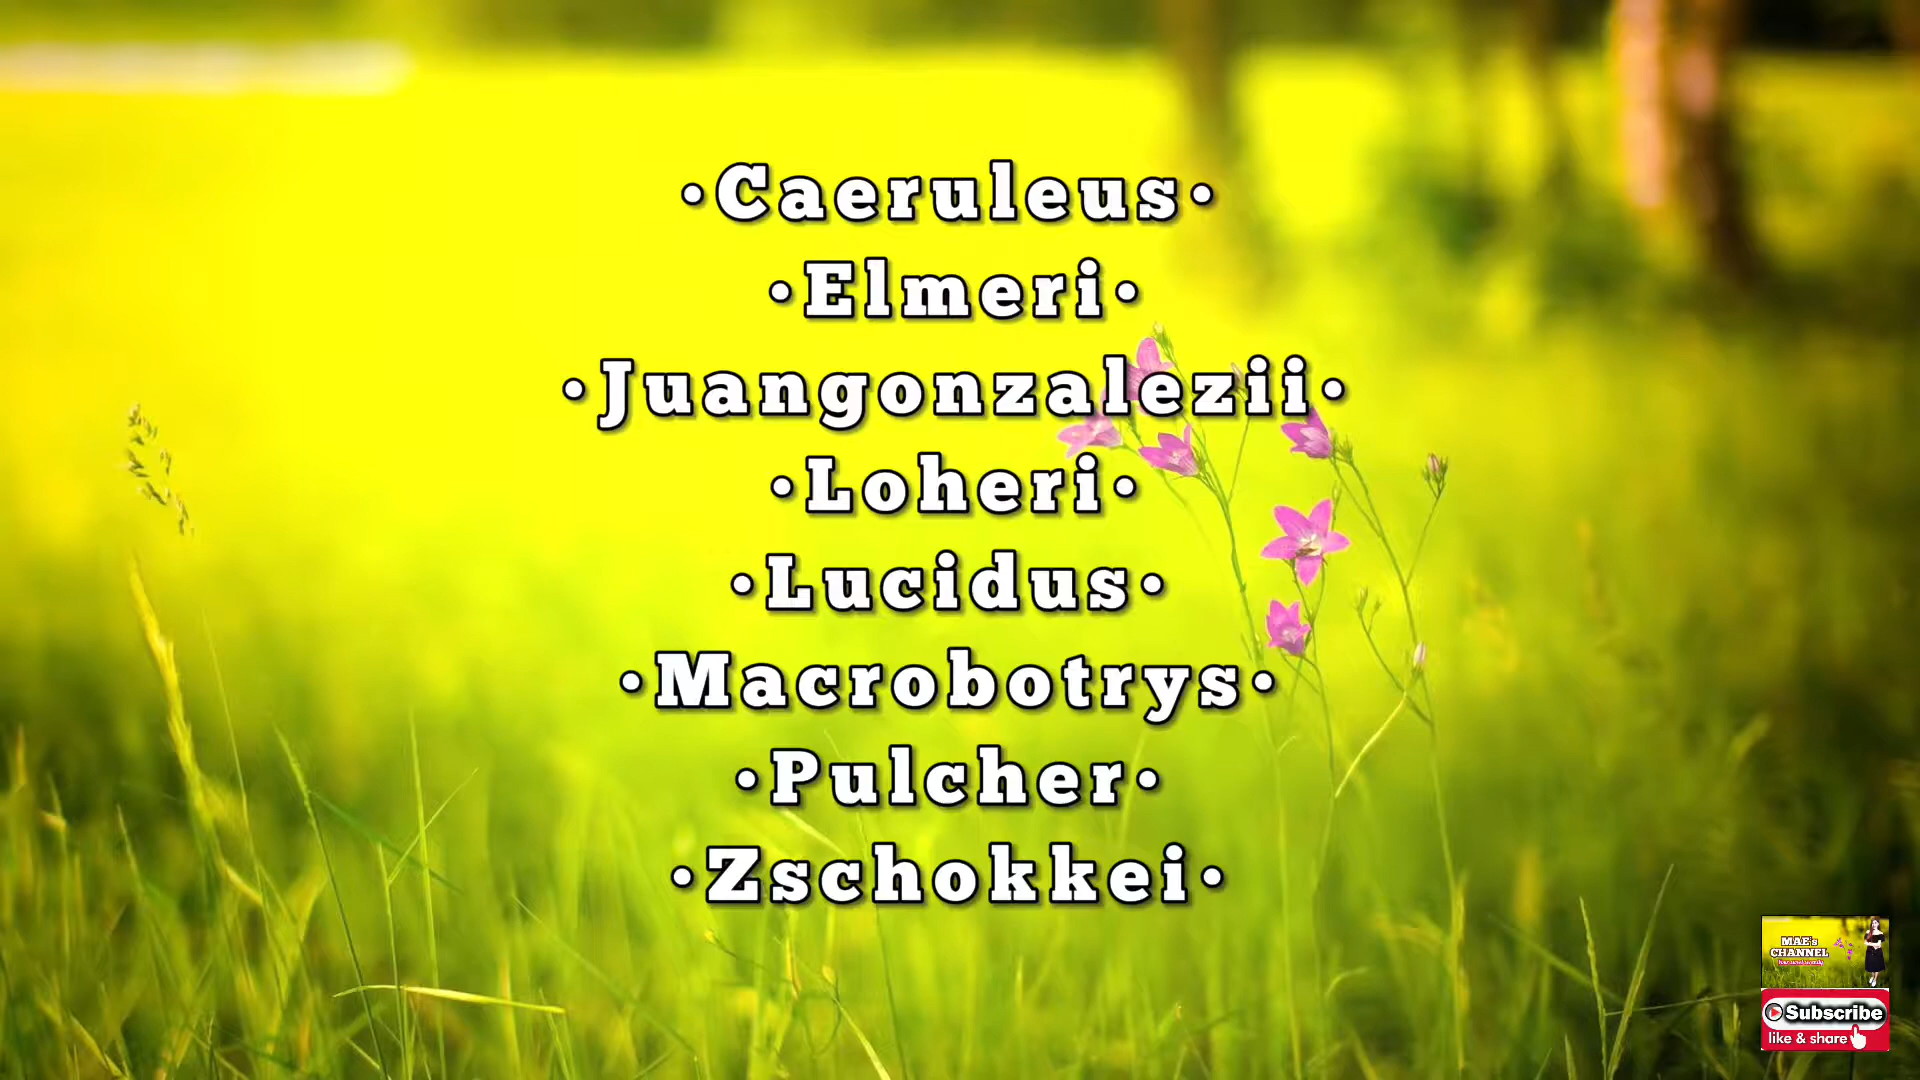 •Caeruleus•
•Elmeri•
•Juangonzalezii•
•Loheri•
•Lucidus•
•Macrobotrys•
•Pulcher•
•Zschokkei•
MAE's
CHANNEL
Subscribe
like & share